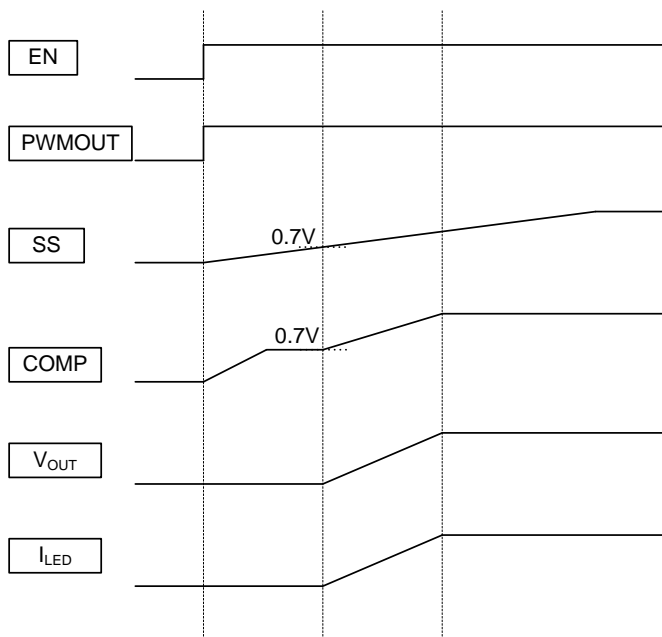 EN
PWMOUT
0.7V
SS
0.7V
COMP
VOUT
ILED